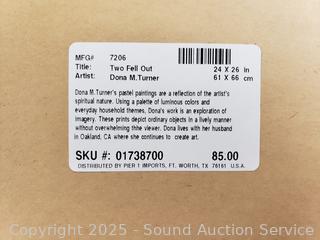 MFG# 7206
Title: Two Fell Out 24 X 26 In
Artist: Dona M.Turner 61 X 66 cm
Dona M.Turner's pastel paintings are a reflection of the artist's
spiritual nature. Using a palette of luminous colors and
everyday household themes, Dona's work is an exploration of
imagery. These prints depict ordinary objects in a lively manner
without overwhelming thhe viewer. Dona lives with her husband
in Oakland, CA where she continues to create art.
SKU #: 01738700 85.00
DISTRIBUTED BY PIER 1 IMPORTS, FT. WORTH, TX 76161 U.S.A.
Copyright 2025 - Sound Auction Service